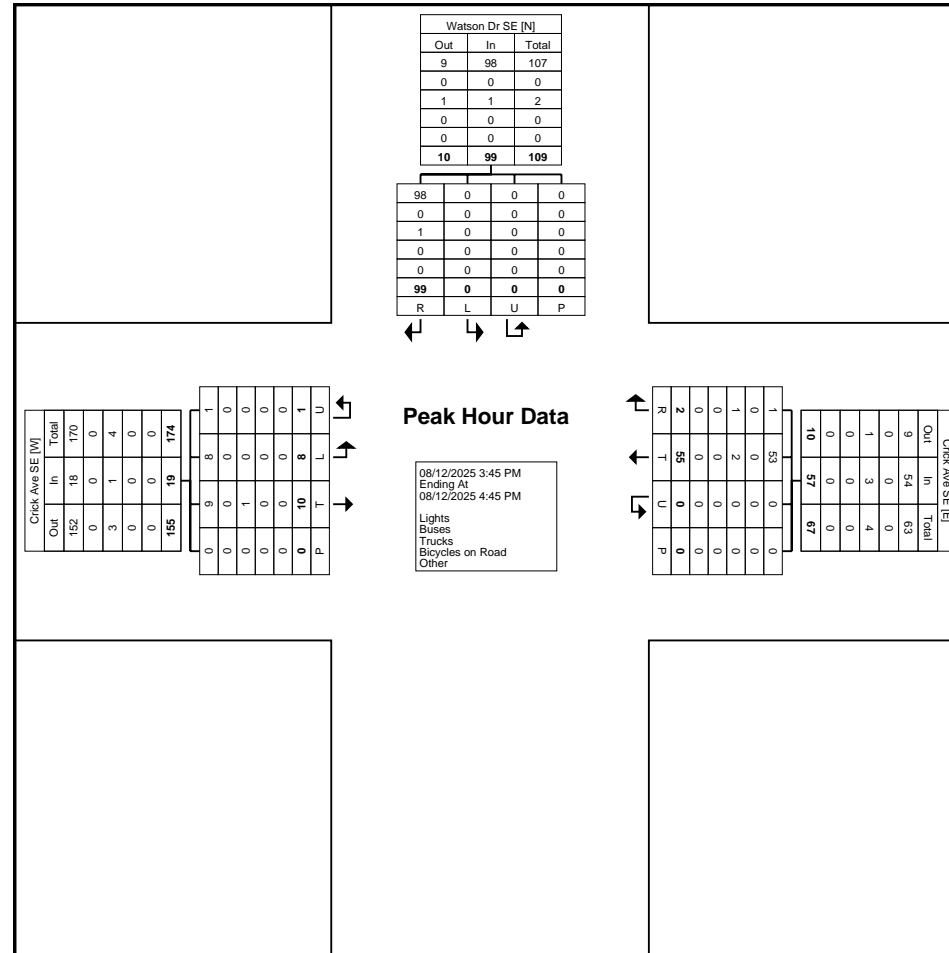 Watson Dr SE [N]
Out In Total
9 98 107
0 0 0
1 1 2
0 0 0
0 0 0
10 99 109
98 0 0 0
0 0 0 0
1 0 0 0
0 0 0 0
0 0 0 0
99 0 0 0
R L U P
Crick Ave SE [W]
Total 170 0 4 0 0 174
In 18 0 1 0 0 19
Out 152 0 3 0 0 155
1 0 0 0 0 1 U
8 0 0 0 0 8 L
9 0 1 0 0 10 T
0 0 0 0 0 0 P
Peak Hour Data
08/12/2025 3:45 PM
Ending At
08/12/2025 4:45 PM
Lights
Buses
Trucks
Bicycles on Road
Other
R 2 0 0 1 0 1
T 55 0 0 2 0 53
U 0 0 0 0 0 0
P 0 0 0 0 0 0
Crick Ave SE [E]
Out 9 0 1 0 0 10
In 54 0 3 0 0 57
Total 63 0 4 0 0 67